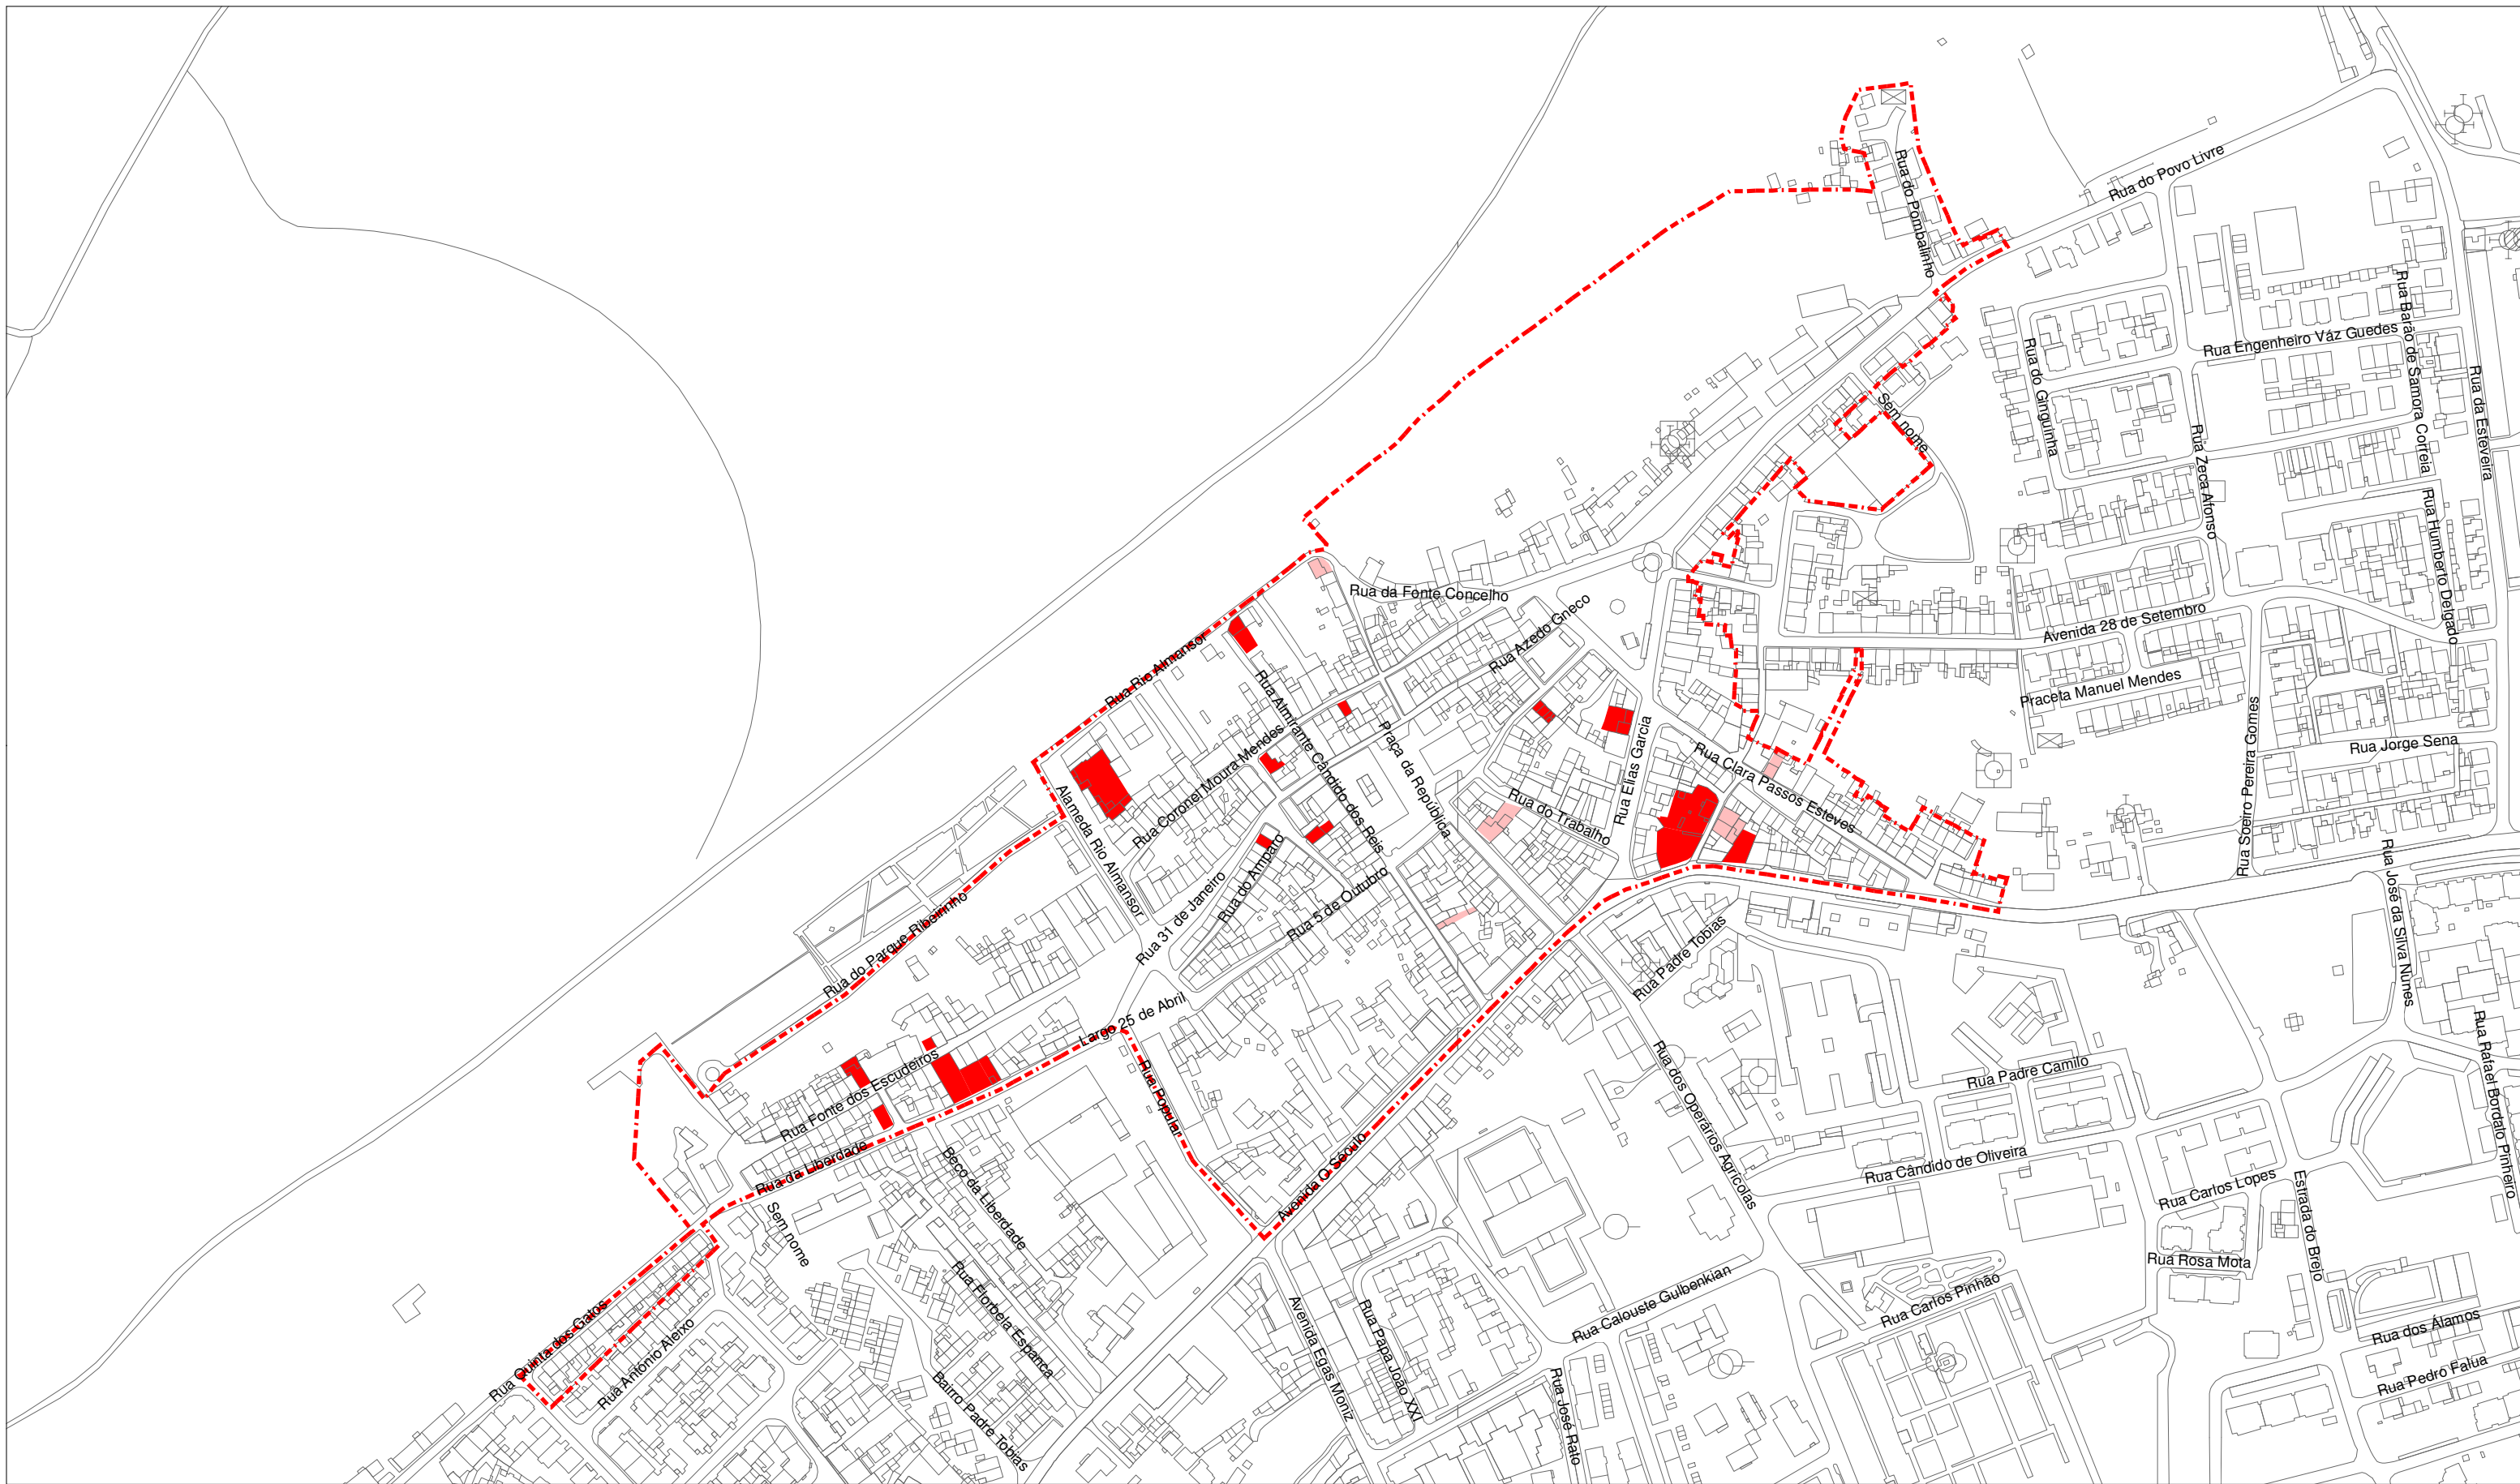 Rua do Povo Livre
Rua do Pombalinho
Rua Engenheiro Váz Guedes
Rua Barão de Samora Correia
Rua da Esteveira
Rua do Ginguinha
Sem nome
Rua Zeca Afonso
Rua Humberto Delgado
Rua da Fonte Concelho
Rua Azedo Gneco
Avenida 28 de Setembro
Rua Rio Almansor
Praceta Manuel Mendes
Rua Almirante Cândido dos Reis
Rua Coronel Moura Mendes
Praça da República
Rua Elías Garcia
Rua Clara Passos Esteves
Rua Soeiro Pereira Gomes
Rua Jorge Sena
Alameda Rio Almansor
Rua do Trabalho
Rua 31 de Janeiro
Rua do Amparo
Rua 5 de Outubro
Rua do Parque Ribeirinho
Rua Padre Tobias
Rua José da Silva Nunes
Largo 25 de Abril
Rua Fonte dos Escudeiros
Rua Popular
Rua dos Operários Agrícolas
Rua Padre Camilo
Rua Rafael Bordalo Pinheiro
Rua da Liberdade
Beco da Liberdade
Avenida O Século
Rua Cândido de Oliveira
Rua Carlos Lopes
Estrada do Brejo
Sem nome
Rua Rosa Mota
Rua Florbela Espanca
Rua Calouste Gulbenkian
Rua Carlos Pinhão
Rua Quinta dos Gatos
Rua António Aleixo
Avenida Egas Moniz
Rua Papa João XXI
Rua dos Álamos
Rua Pedro Falua
Bairro Padre Tobias
Rua José Rato